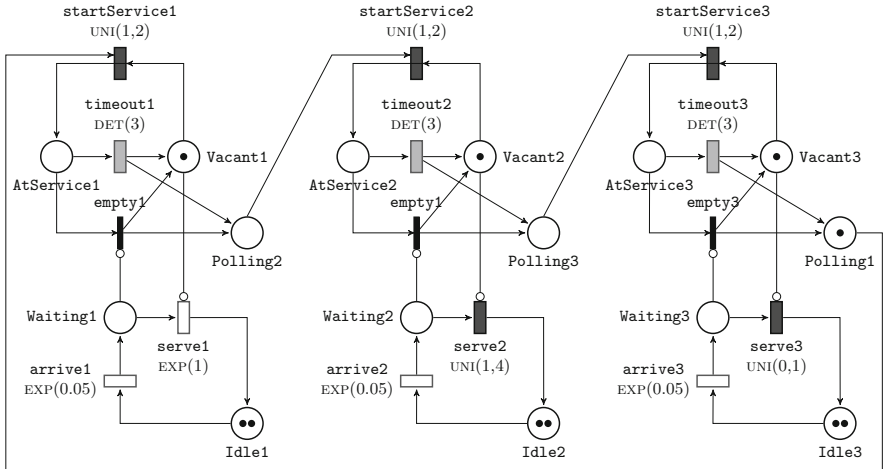 startService1 startService2 startService3
UNI(1,2) UNI(1,2) UNI(1,2)
timeout1 timeout2 timeout3
DET(3) DET(3) DET(3)
Vacant1 Vacant2 Vacant3
AtService1 AtService2 AtService3
empty1 empty1 empty3
Polling2 Polling3 Polling1
Waiting1 Waiting2 Waiting3
serve1 serve2 serve3
EXP(1) UNI(1,4) UNI(0,1)
arrive1 arrive2 arrive3
EXP(0.05) EXP(0.05) EXP(0.05)
Idle1 Idle2 Idle3